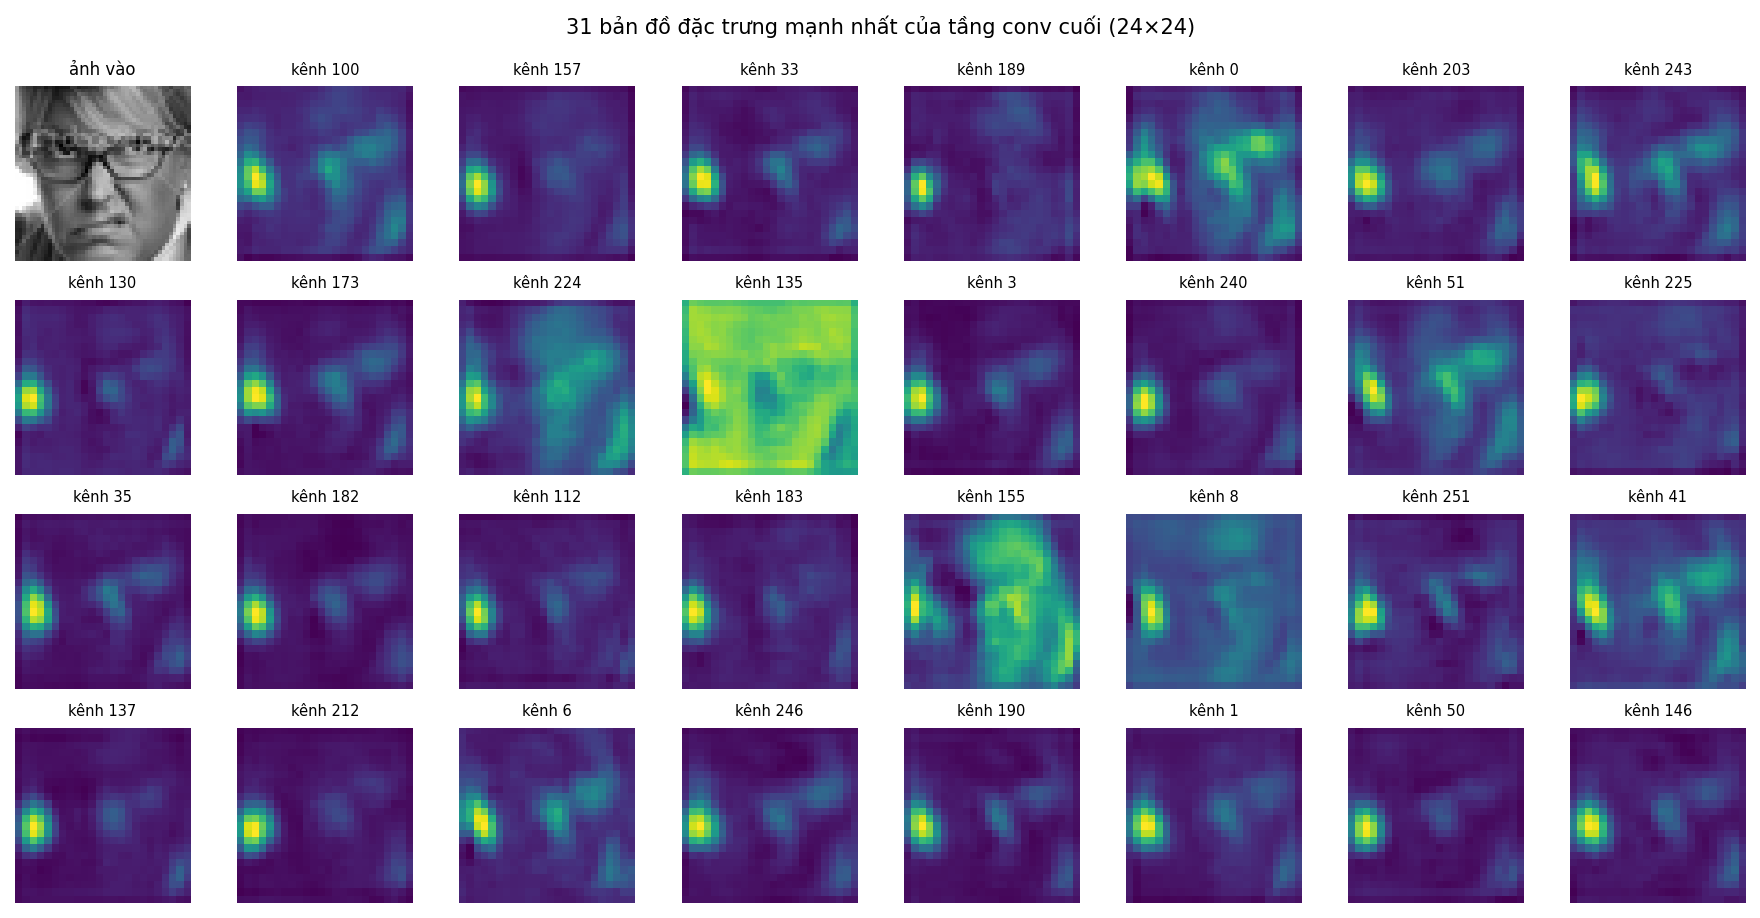 31 bản đồ đặc trưng mạnh nhất của tầng conv cuối (24×24)
ảnh vào kênh 100 kênh 157 kênh 33 kênh 189 kênh 0 kênh 203 kênh 243
kênh 130 kênh 173 kênh 224 kênh 135 kênh 3 kênh 240 kênh 51 kênh 225
kênh 35 kênh 182 kênh 112 kênh 183 kênh 155 kênh 8 kênh 251 kênh 41
kênh 137 kênh 212 kênh 6 kênh 246 kênh 190 kênh 1 kênh 50 kênh 146